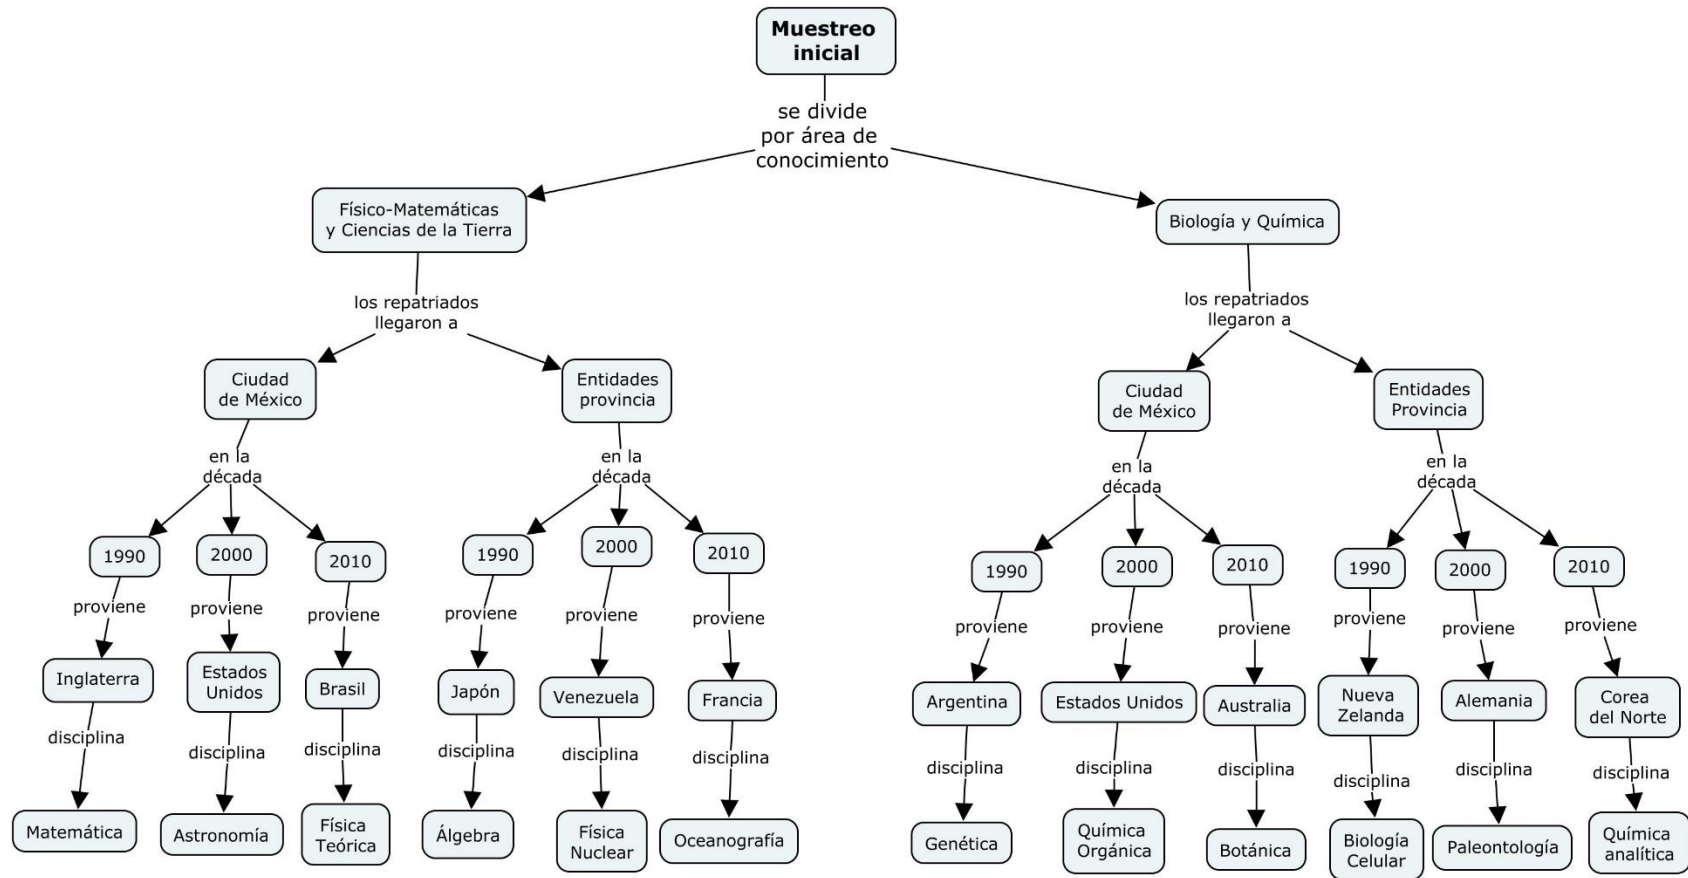 Muestreo
inicial
se divide
por área de
conocimiento
Físico-Matemáticas
y Ciencias de la Tierra
Biología y Química
los repatriados
llegaron a
los repatriados
llegaron a
Ciudad
de México
Entidades
provincia
Ciudad
de México
Entidades
Provincia
en la
década
en la
década
en la
década
en la
década
1990
2000
2010
1990
2000
2010
1990
2000
2010
1990
2000
2010
proviene
proviene
proviene
proviene
proviene
proviene
proviene
proviene
proviene
proviene
proviene
proviene
Inglaterra
Estados
Unidos
Brasil
Japón
Venezuela
Francia
Argentina
Estados Unidos
Australia
Nueva
Zelanda
Alemania
Corea
del Norte
disciplina
disciplina
disciplina
disciplina
disciplina
disciplina
disciplina
disciplina
disciplina
disciplina
disciplina
disciplina
Matemática
Astronomía
Física
Teórica
Álgebra
Física
Nuclear
Oceanografía
Genética
Química
Orgánica
Botánica
Biología
Celular
Paleontología
Química
analítica